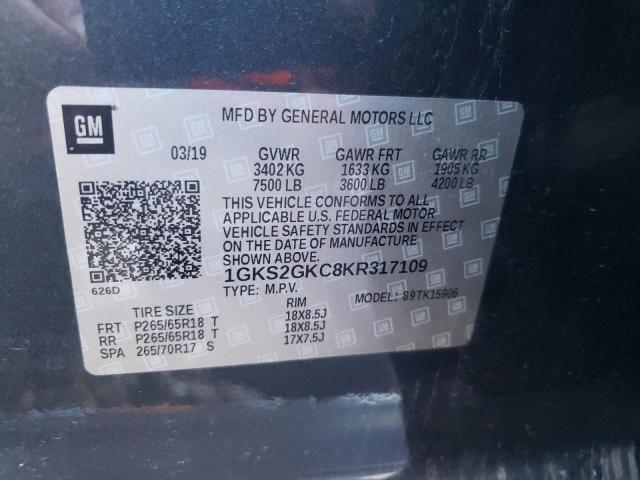 GM
MFD BY GENERAL MOTORS LLC
03/19 GVWR GAWR FRT GAWR RR
3402 KG 1633 KG 1905 KG
7500 LB 3600 LB 4200 LB
THIS VEHICLE CONFORMS TO ALL
APPLICABLE U.S. FEDERAL MOTOR
VEHICLE SAFETY STANDARDS IN EFFECT
ON THE DATE OF MANUFACTURE
SHOWN ABOVE.
1GKS2GKC8KR317109
626D TYPE: M.P.V. MODEL: 89TK15906
TIRE SIZE RIM
FRT P265/65R18 T 18X8.5J
RR P265/65R18 T 18X8.5J
SPA 265/70R17 S 17X7.5J